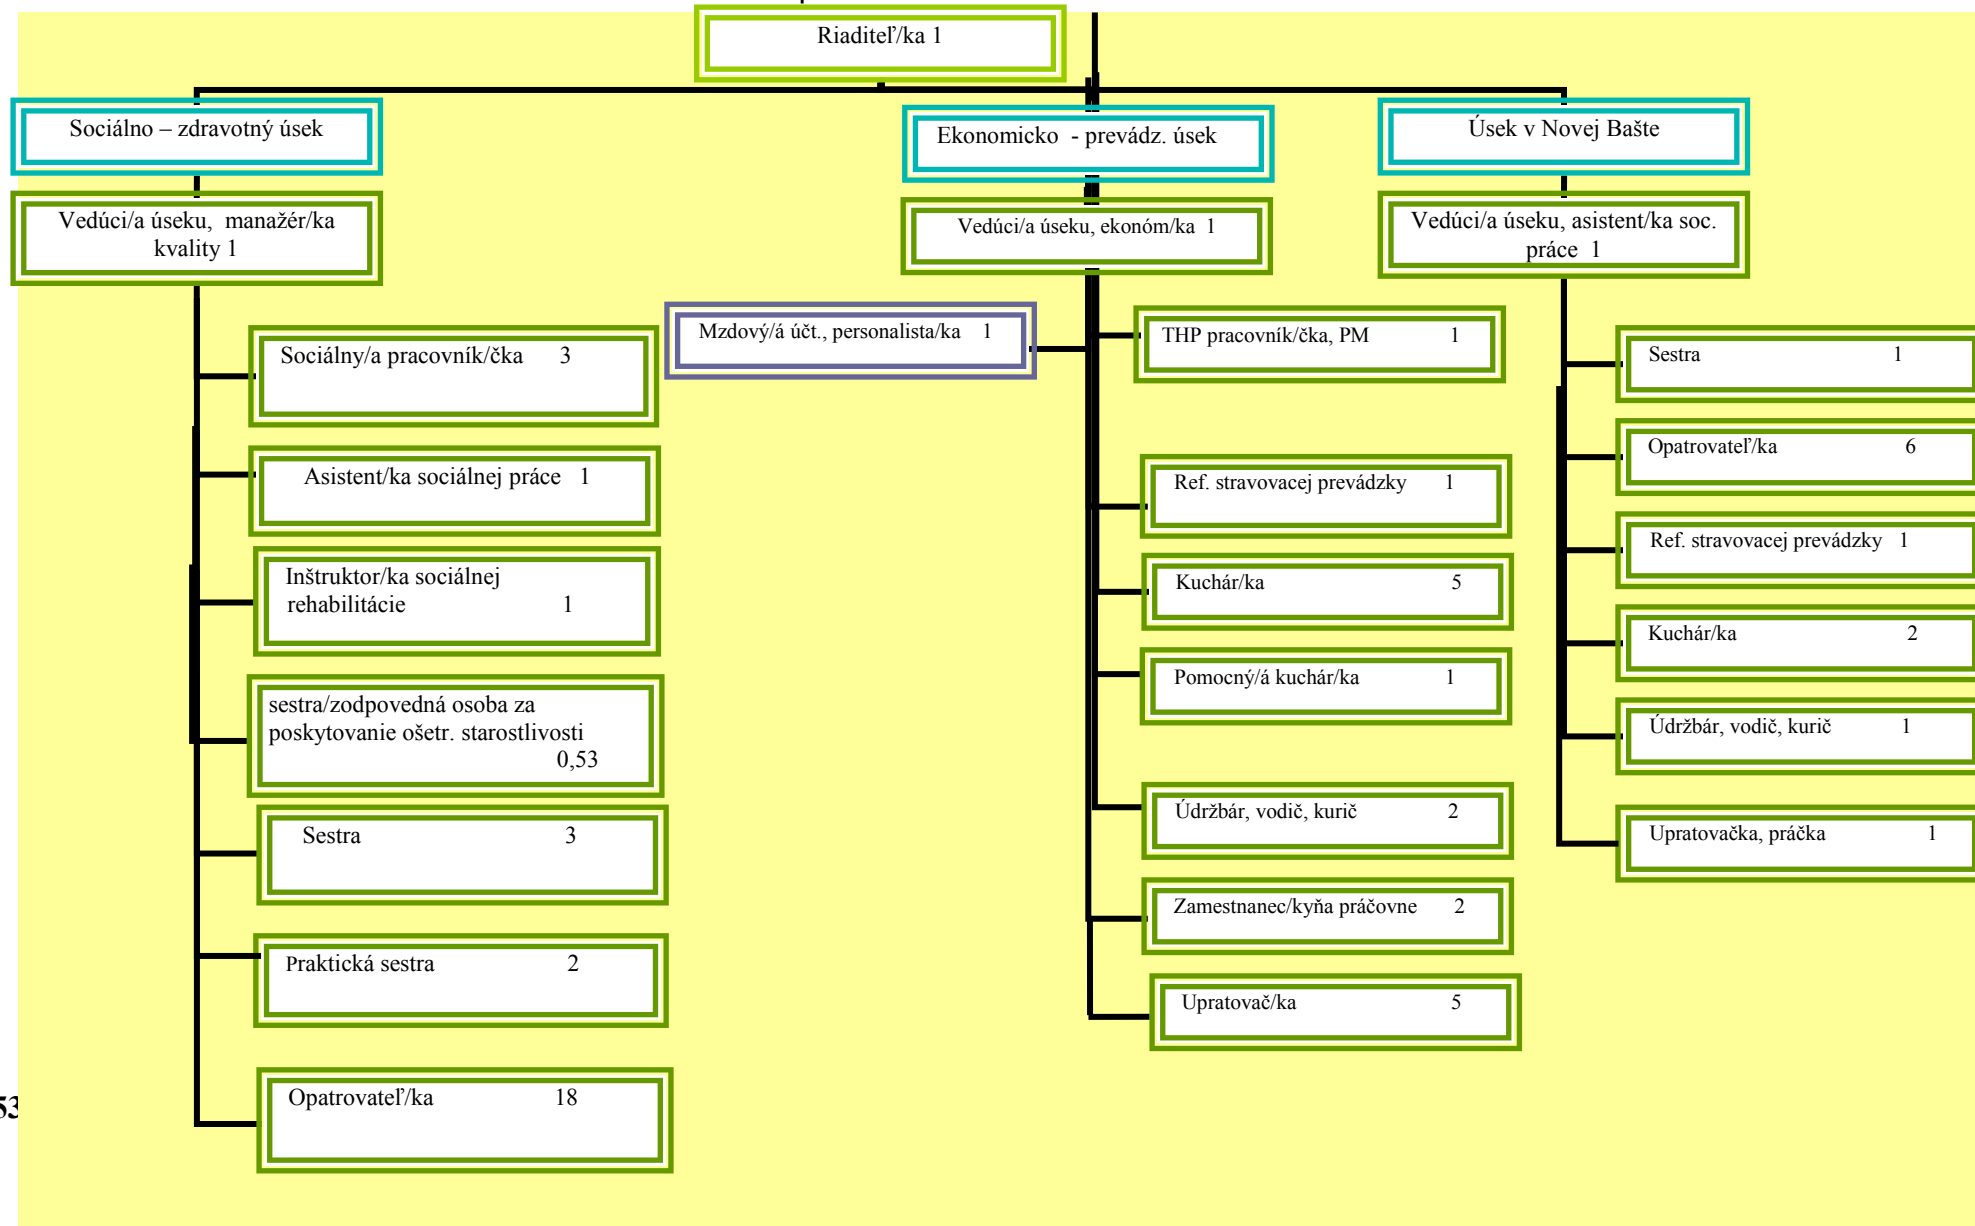 Riaditeľ/ka 1
Sociálno – zdravotný úsek
Ekonomicko - prevádz. úsek
Úsek v Novej Bašte
Vedúci/a úseku, manažér/ka
kvality 1
Vedúci/a úseku, ekonóm/ka 1
Vedúci/a úseku, asistent/ka soc.
práce 1
Sociálny/a pracovník/čka 3
Asistent/ka sociálnej práce 1
Inštruktor/ka sociálnej
rehabilitácie 1
sestra/zodpovedná osoba za
poskytovanie ošetr. starostlivosti
0,53
Sestra 3
Praktická sestra 2
Opatrovateľ/ka 18
Mzdový/á účt., personalista/ka 1
THP pracovník/čka, PM 1
Ref. stravovacej prevádzky 1
Kuchár/ka 5
Pomocný/á kuchár/ka 1
Údržbár, vodič, kurič 2
Zamestnanec/kyňa práčovne 2
Upratovač/ka 5
Sestra 1
Opatrovateľ/ka 6
Ref. stravovacej prevádzky 1
Kuchár/ka 2
Údržbár, vodič, kurič 1
Upratovačka, práčka 1
53